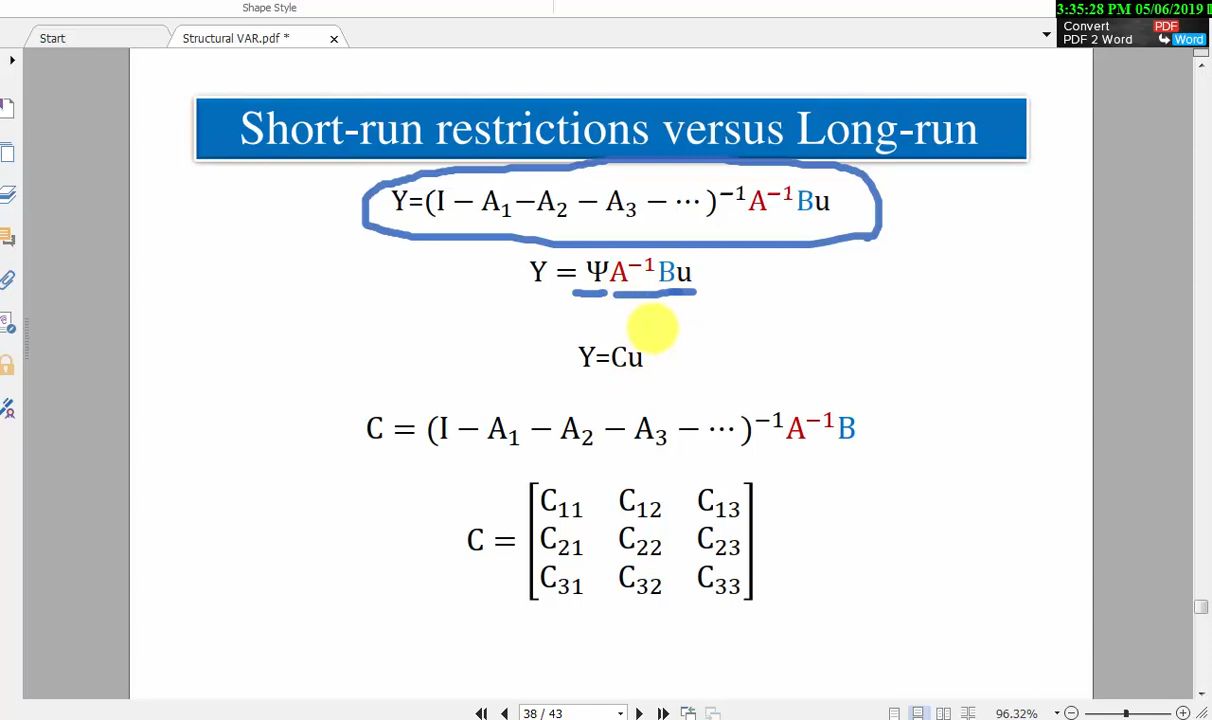 Shape Style
3:35:28 PM 05/06/2019
Start
Structural VAR.pdf *
x
Convert PDF
PDF 2 Word Word
Short-run restrictions versus Long-run
Y=(I − A₁−A₂ − A₃ − ⋯ )⁻¹A⁻¹Bu
Y = ΨA⁻¹Bu
Y=Cu
C = (I − A₁ − A₂ − A₃ − ⋯ )⁻¹A⁻¹B
C = [C₁₁ C₁₂ C₁₃
C₂₁ C₂₂ C₂₃
C₃₁ C₃₂ C₃₃]
38 / 43
96.32%